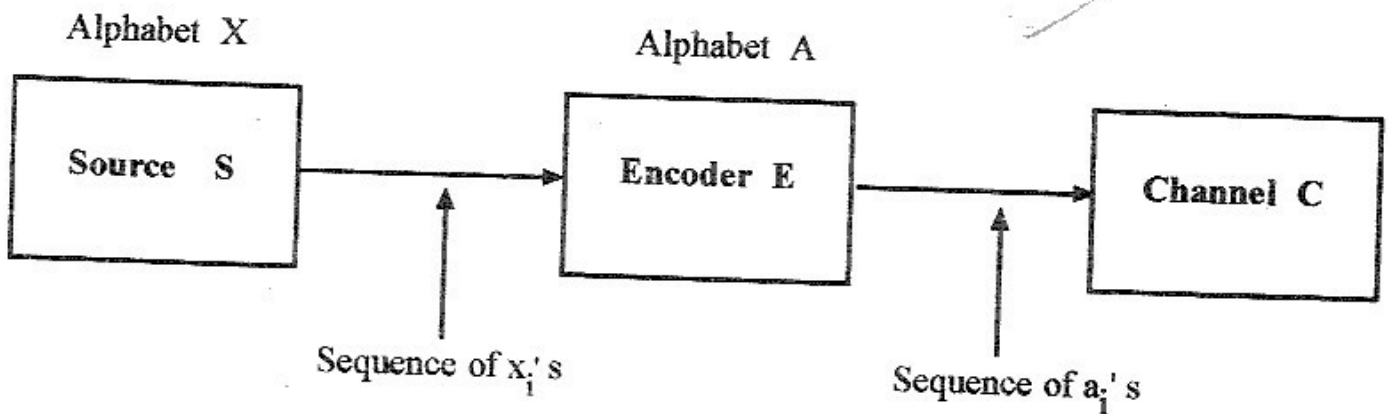 Alphabet X
Alphabet A
Source S
Encoder E
Channel C
Sequence of xi's
Sequence of ai's